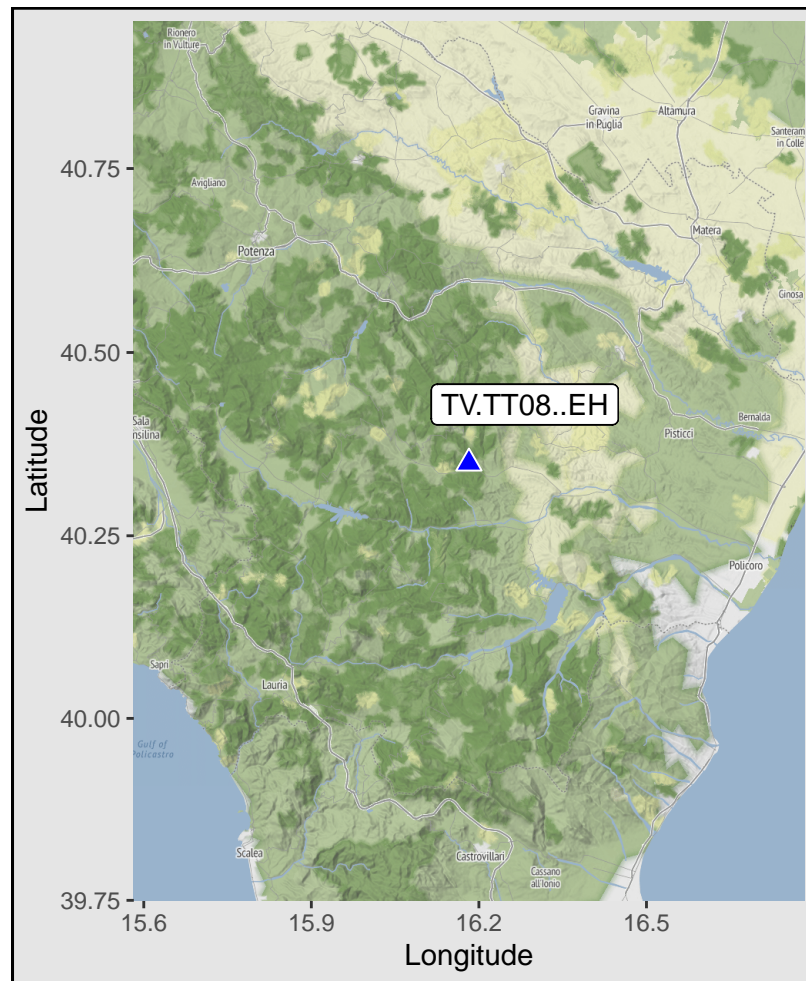 Rionero
in Vulture
Gravina
in Puglia
Altamura
Santeram
in Colle
40.75
Avigliano
Matera
Potenza
Ginosa
40.50
TV.TT08..EH
Sala
nsilina
Bernalda
Pisticci
Latitude
40.25
Policoro
Sapri
Lauria
40.00
Gulf of
Policastro
Scalea
Castrovillari
Cassano
all'Ionio
39.75
15.6
15.9
16.2
16.5
Longitude